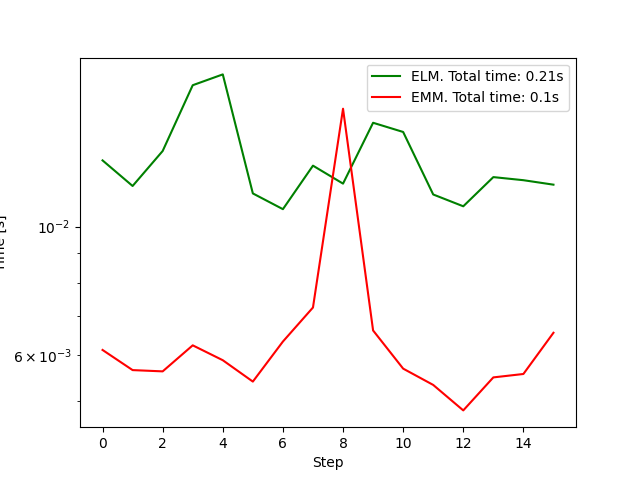 ELM. Total time: 0.21s
EMM. Total time: 0.1s
10⁻²
6 × 10⁻³
0 2 4 6 8 10 12 14
Step